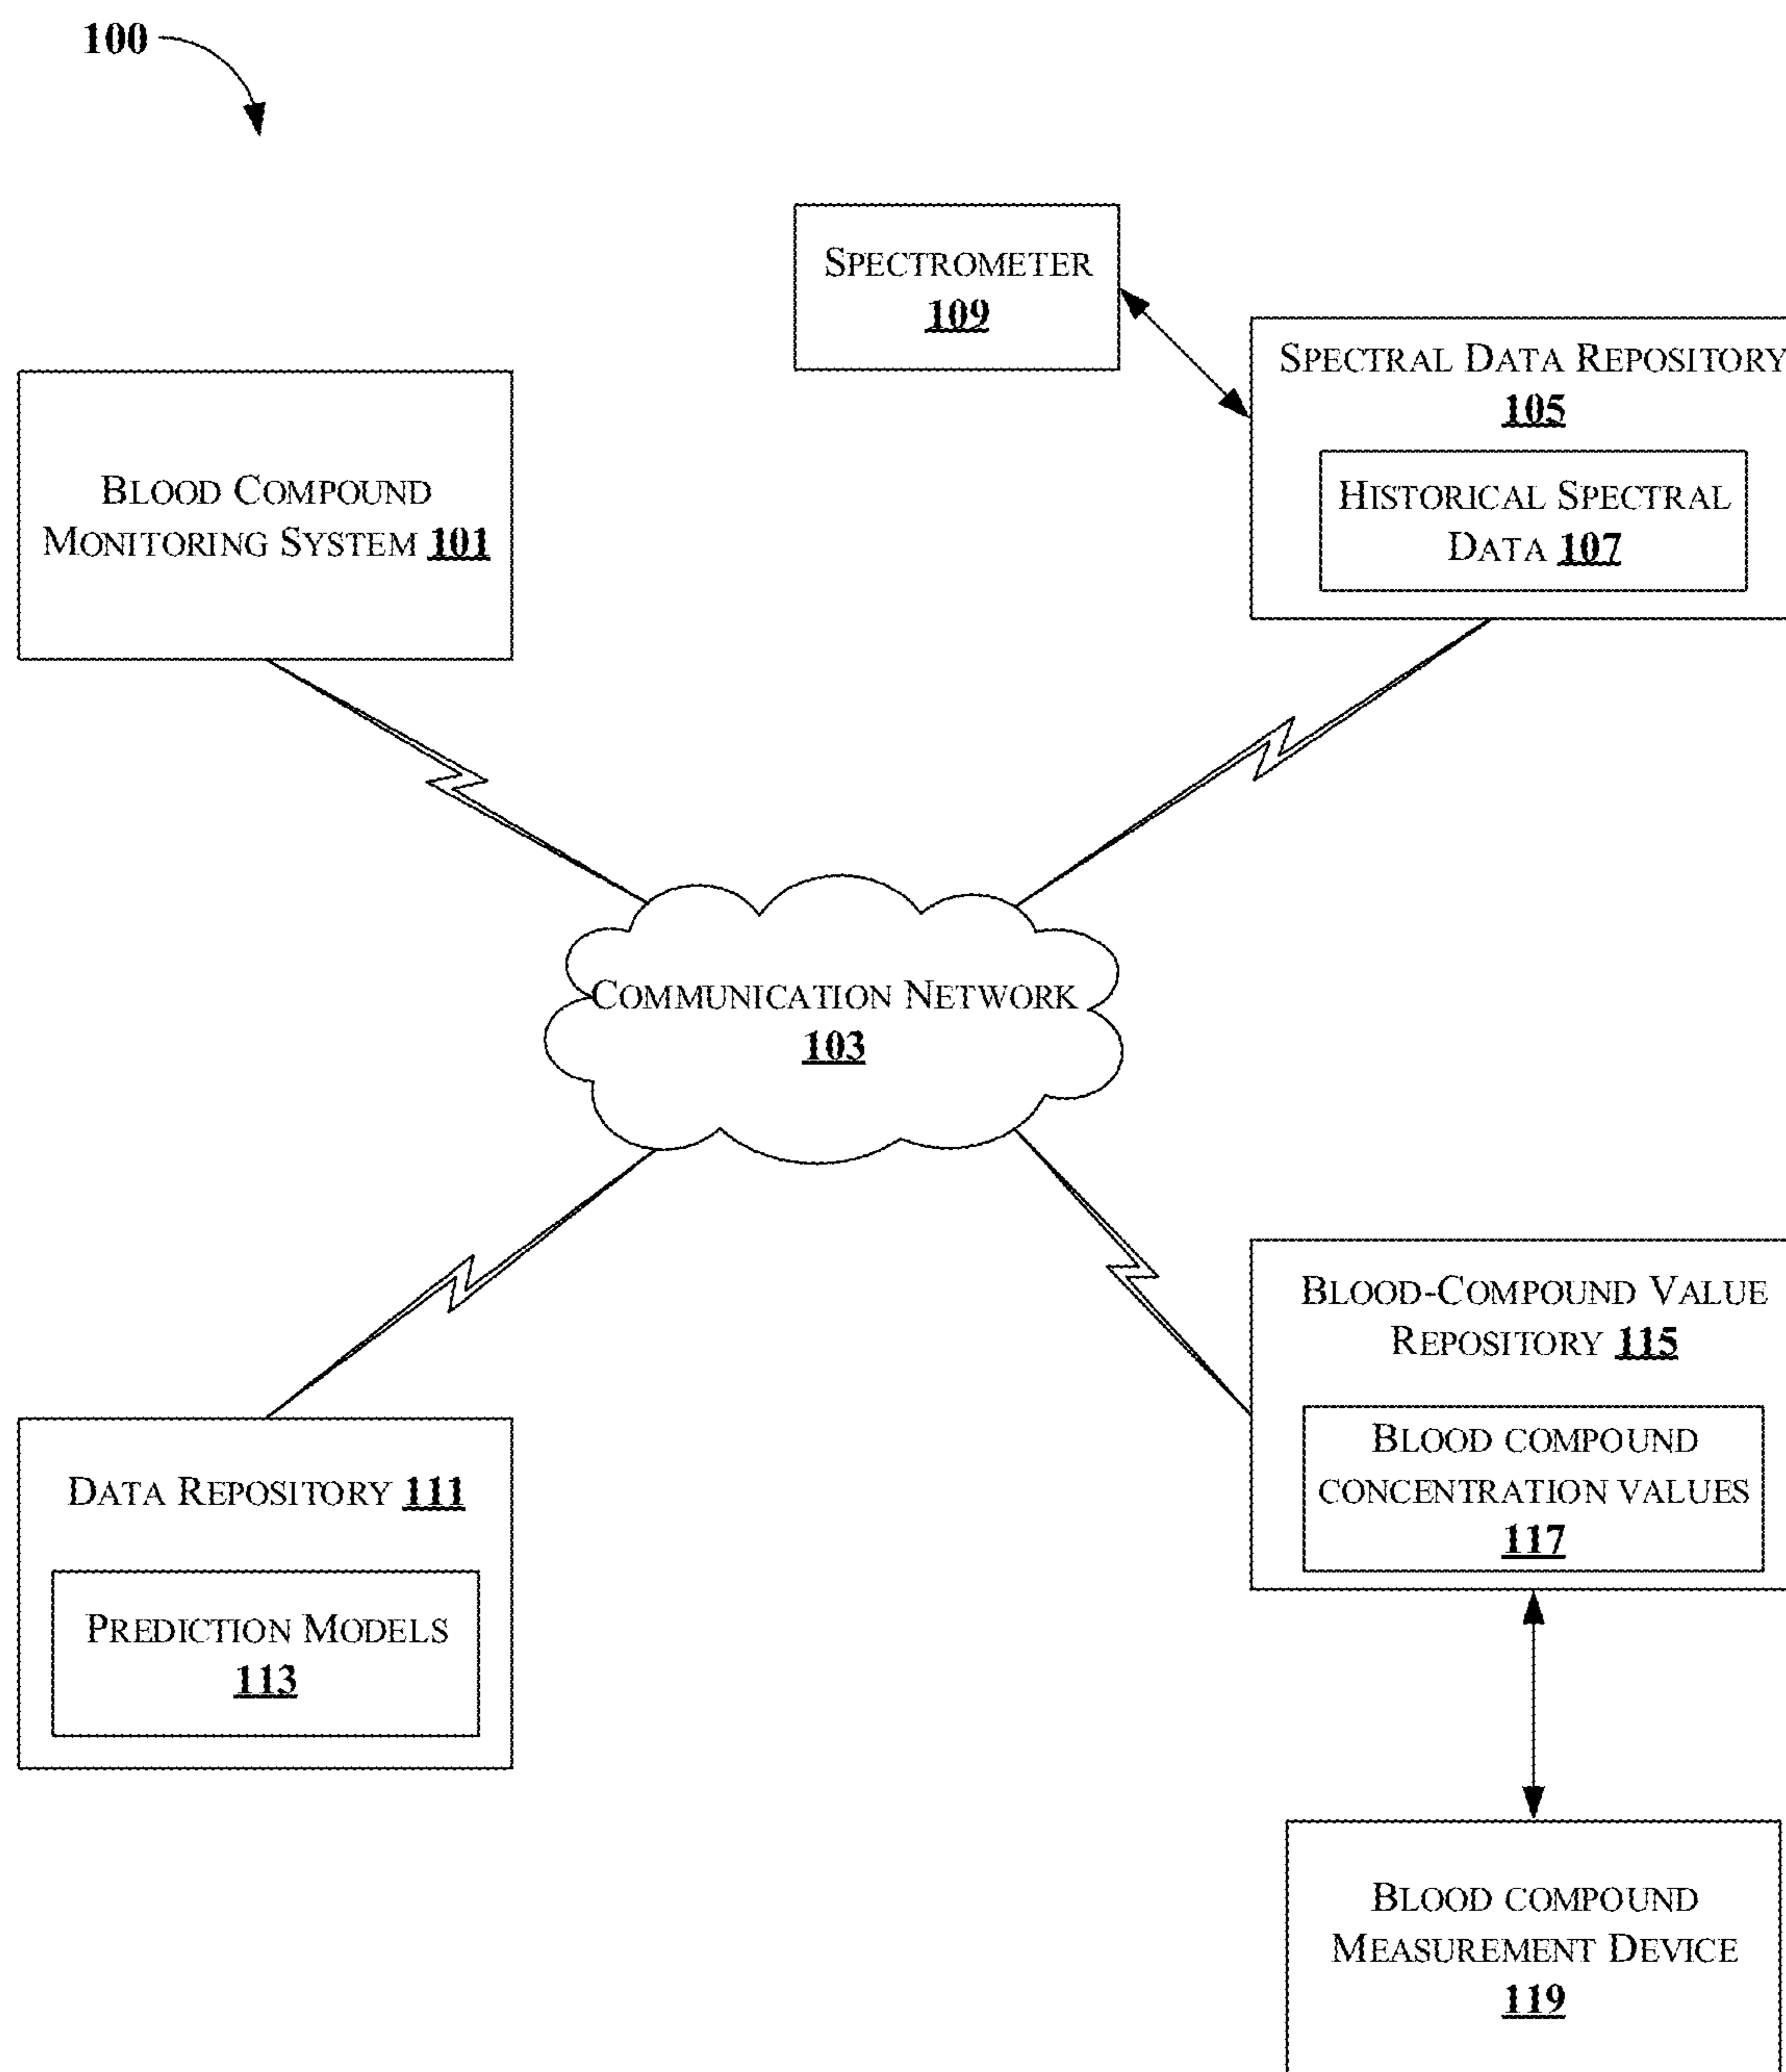 100
SPECTROMETER
109
SPECTRAL DATA REPOSITORY
105
HISTORICAL SPECTRAL
DATA 107
BLOOD COMPOUND
MONITORING SYSTEM 101
COMMUNICATION NETWORK
103
BLOOD-COMPOUND VALUE
REPOSITORY 115
BLOOD COMPOUND
CONCENTRATION VALUES
117
DATA REPOSITORY 111
PREDICTION MODELS
113
BLOOD COMPOUND
MEASUREMENT DEVICE
119